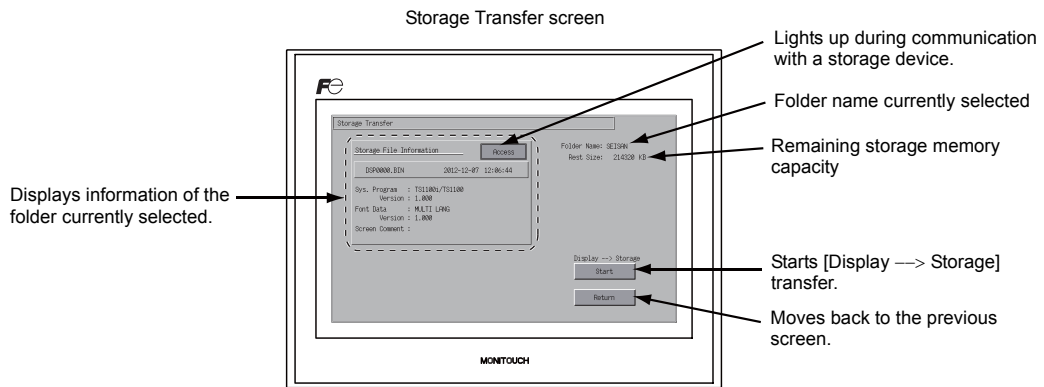 Storage Transfer screen
Lights up during communication
with a storage device.
Folder name currently selected
Remaining storage memory
capacity
Displays information of the
folder currently selected.
Fe
Storage Transfer
Storage File Information
Access
Folder Name: SEISAN
Rest Size: 214320 KB
DSP0000.BIN 2012-12-07 12:06:44
Sys. Program : TS1100i/TS1100
Version : 1.000
Font Data : MULTI LANG
Version : 1.000
Screen Comment :
Display --> Storage
Start
Return
Starts [Display —–> Storage]
transfer.
Moves back to the previous
screen.
MONITOUCH